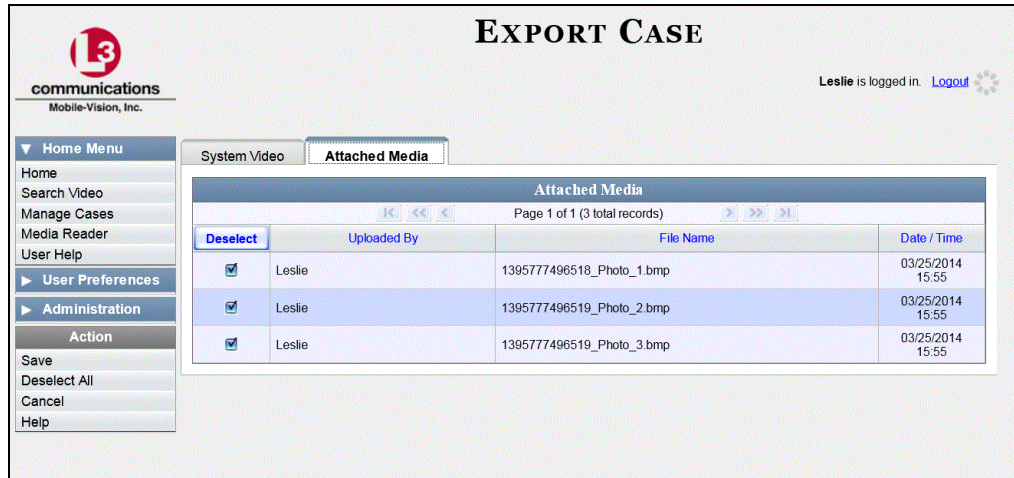 EXPORT CASE
L3
communications
Mobile-Vision, Inc.
Leslie is logged in. Logout
Home Menu
Home
Search Video
Manage Cases
Media Reader
User Help
User Preferences
Administration
Action
Save
Deselect All
Cancel
Help
System Video
Attached Media
Attached Media
Page 1 of 1 (3 total records)
Deselect Uploaded By File Name Date / Time
Leslie 1395777496518_Photo_1.bmp 03/25/2014
15:55
Leslie 1395777496519_Photo_2.bmp 03/25/2014
15:55
Leslie 1395777496519_Photo_3.bmp 03/25/2014
15:55